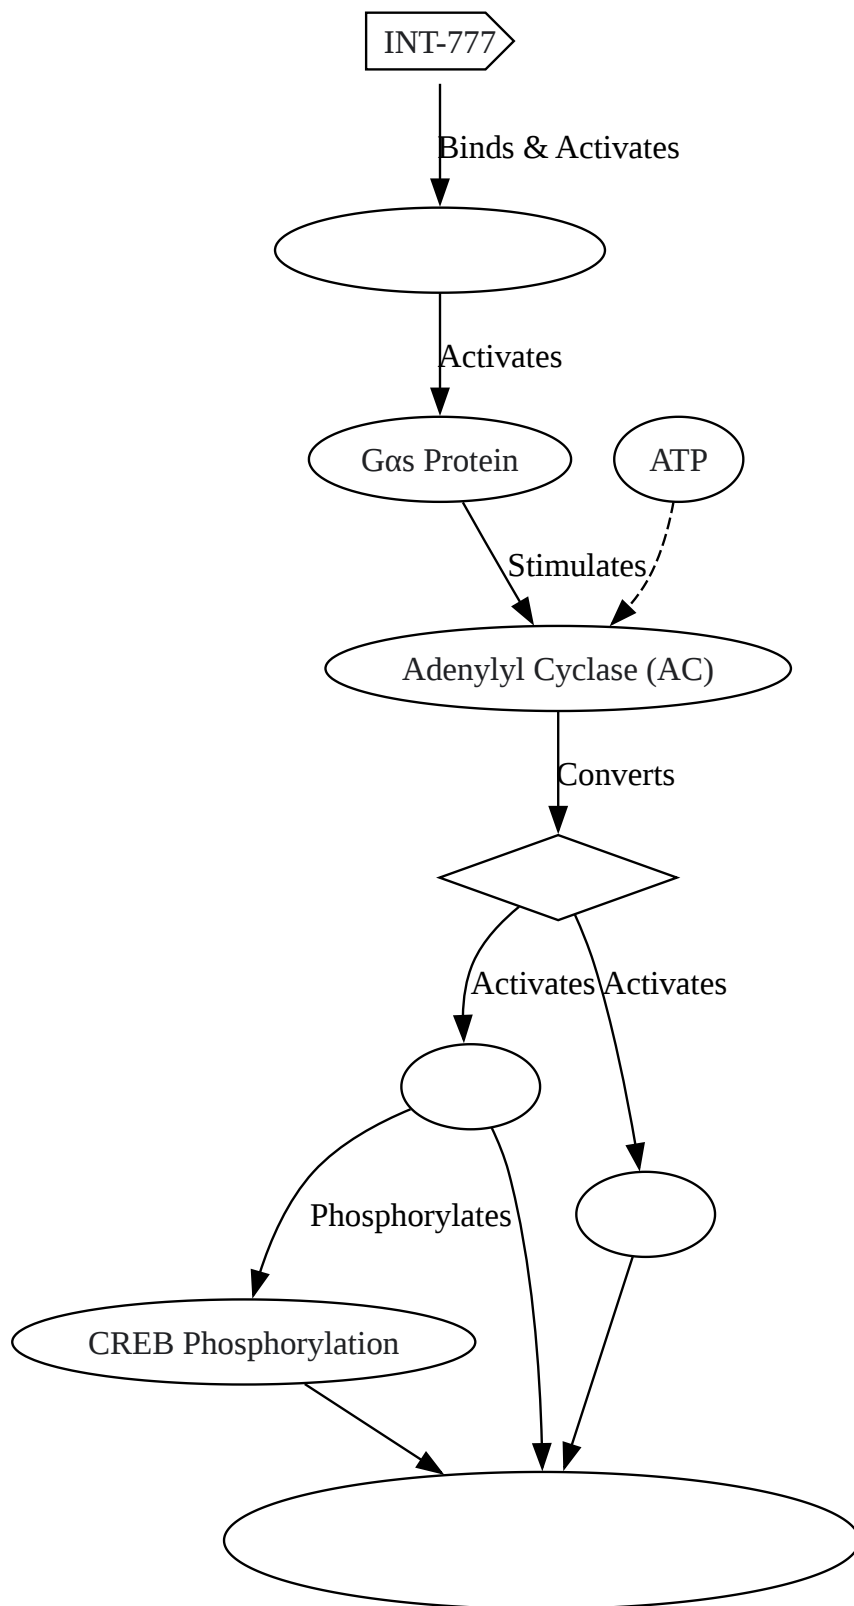 INT-777
Binds & Activates
Activates
Gαs Protein
ATP
Stimulates
Adenylyl Cyclase (AC)
Converts
Activates
Activates
Phosphorylates
CREB Phosphorylation